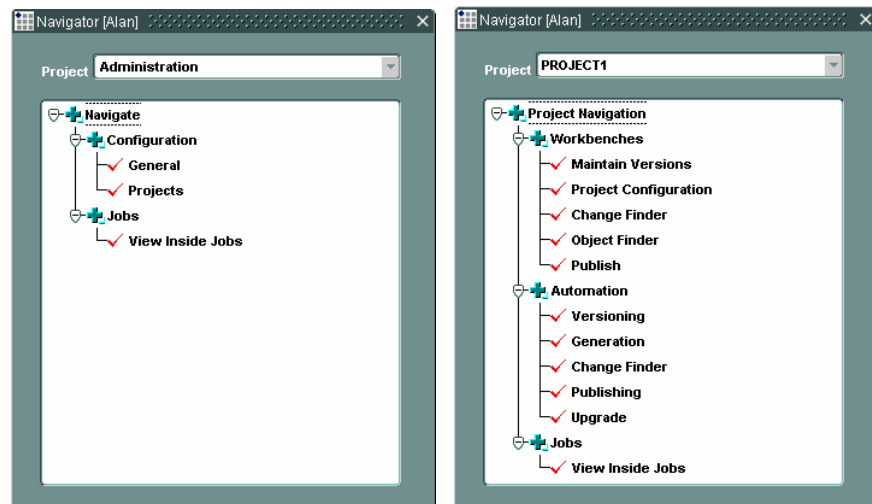 Navigator [Alan]
Project Administration
Navigate
Configuration
General
Projects
Jobs
View Inside Jobs
Navigator [Alan]
Project PROJECT1
Project Navigation
Workbenches
Maintain Versions
Project Configuration
Change Finder
Object Finder
Publish
Automation
Versioning
Generation
Change Finder
Publishing
Upgrade
Jobs
View Inside Jobs